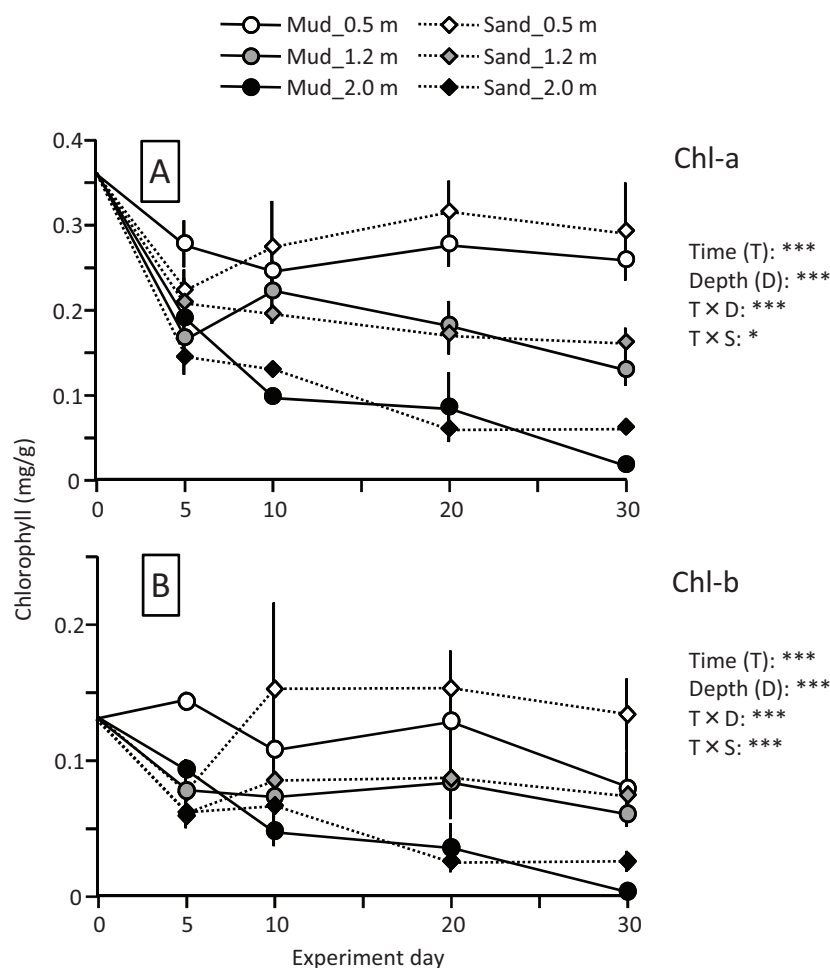 Mud_0.5 m Sand_0.5 m
Mud_1.2 m Sand_1.2 m
Mud_2.0 m Sand_2.0 m
A
Chl-a
0.4
0.3
0.2
0.1
0
0 5 10 20 30
Time (T): ***
Depth (D): ***
T × D: ***
T × S: *
Chlorophyll (mg/g)
B
Chl-b
0.2
0.1
0
0 5 10 20 30
Time (T): ***
Depth (D): ***
T × D: ***
T × S: ***
Experiment day